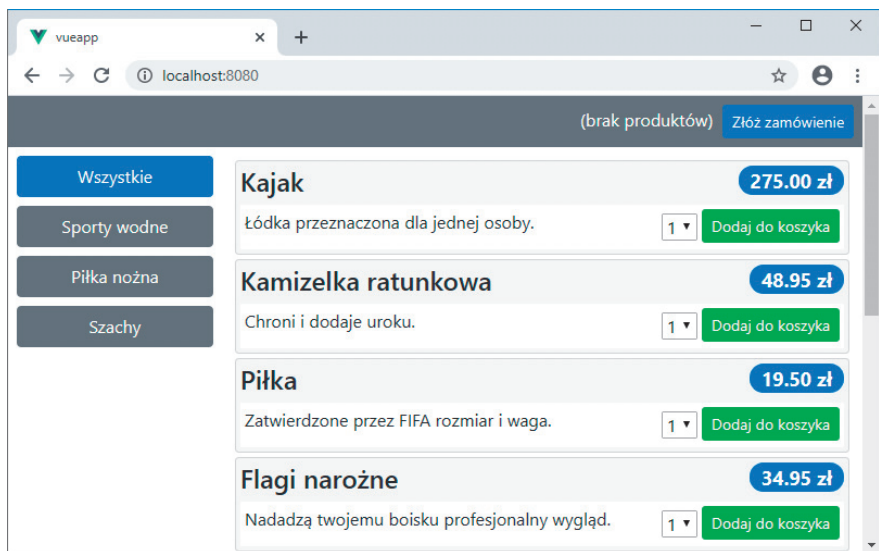 vueapp
localhost:8080
(brak produktów) Złóż zamówienie
Wszystkie
Sporty wodne
Piłka nożna
Szachy
Kajak 275.00 zł
Łódka przeznaczona dla jednej osoby. 1 Dodaj do koszyka
Kamizelka ratunkowa 48.95 zł
Chroni i dodaje uroku. 1 Dodaj do koszyka
Piłka 19.50 zł
Zatwierdzone przez FIFA rozmiar i waga. 1 Dodaj do koszyka
Flagi narożne 34.95 zł
Nadadzą twojemu boisku profesjonalny wygląd. 1 Dodaj do koszyka